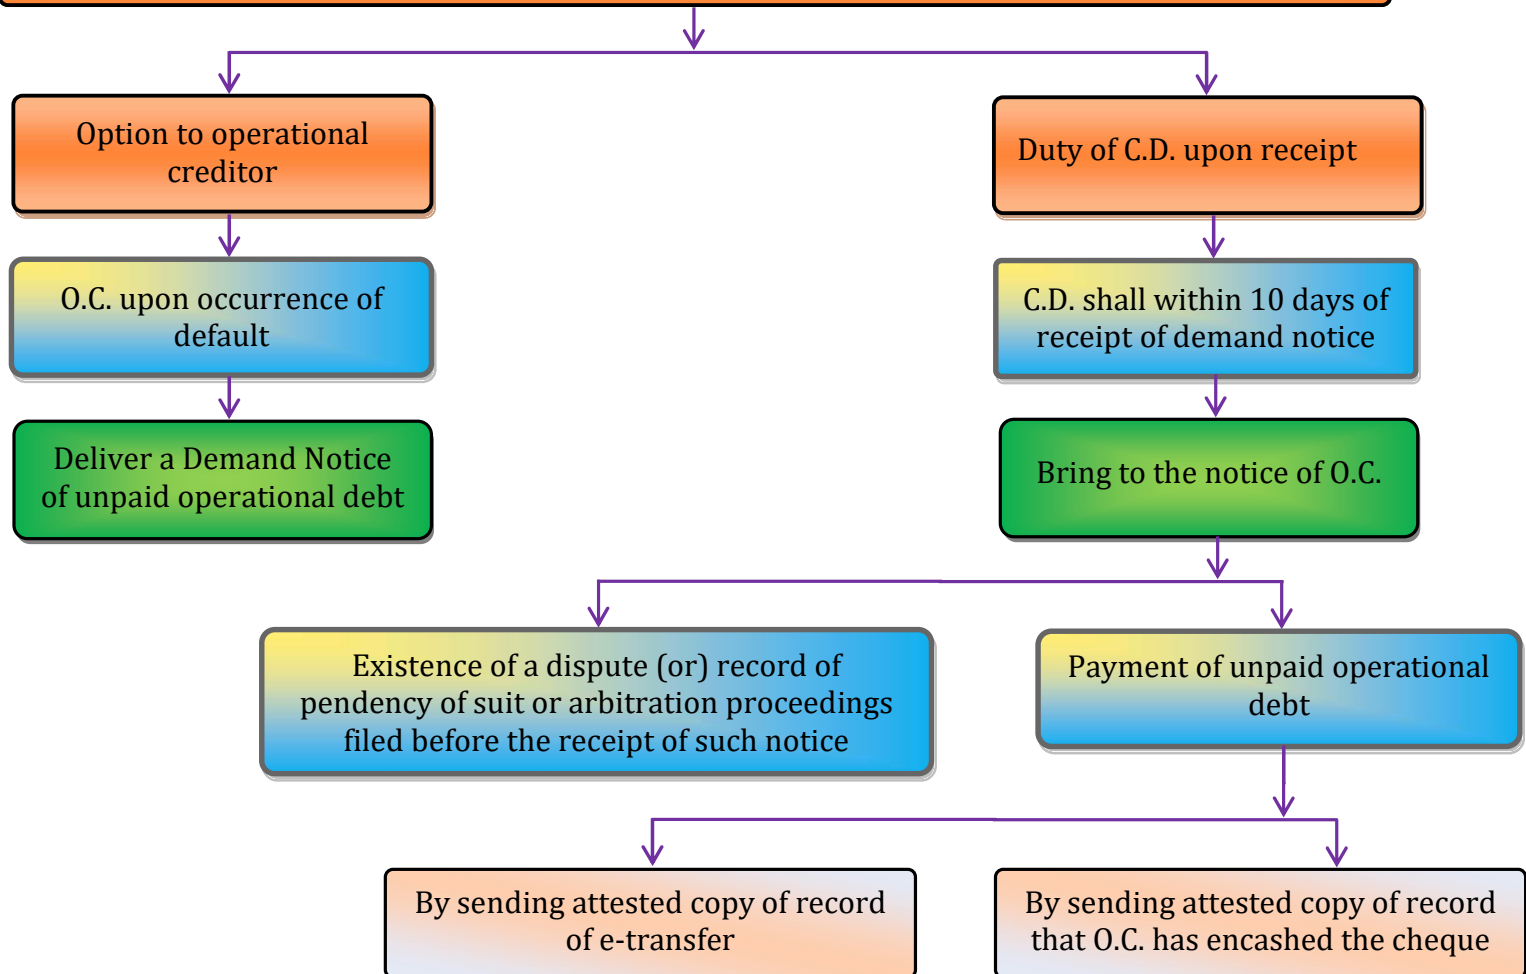 Option to operational
creditor
Duty of C.D. upon receipt
O.C. upon occurrence of
default
C.D. shall within 10 days of
receipt of demand notice
Deliver a Demand Notice
of unpaid operational debt
Bring to the notice of O.C.
Existence of a dispute (or) record of
pendency of suit or arbitration proceedings
filed before the receipt of such notice
Payment of unpaid operational
debt
By sending attested copy of record
of e-transfer
By sending attested copy of record
that O.C. has encashed the cheque